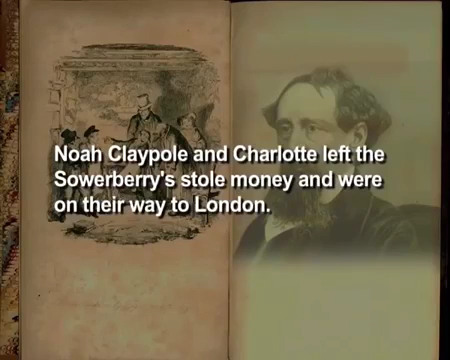 Noah Claypole and Charlotte left the
Sowerberry's stole money and were
on their way to London.